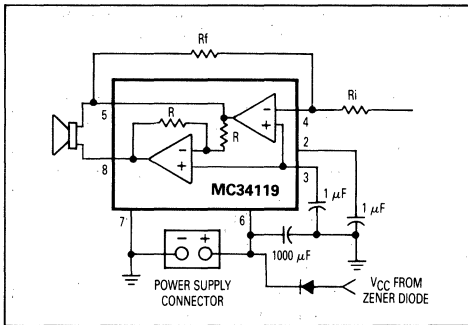 Rf
5
R
R
4
Ri
2
8
3
MC34119
1 μF
1 μF
7
6
− +
1000 μF
POWER SUPPLY
CONNECTOR
VCC FROM
ZENER DIODE